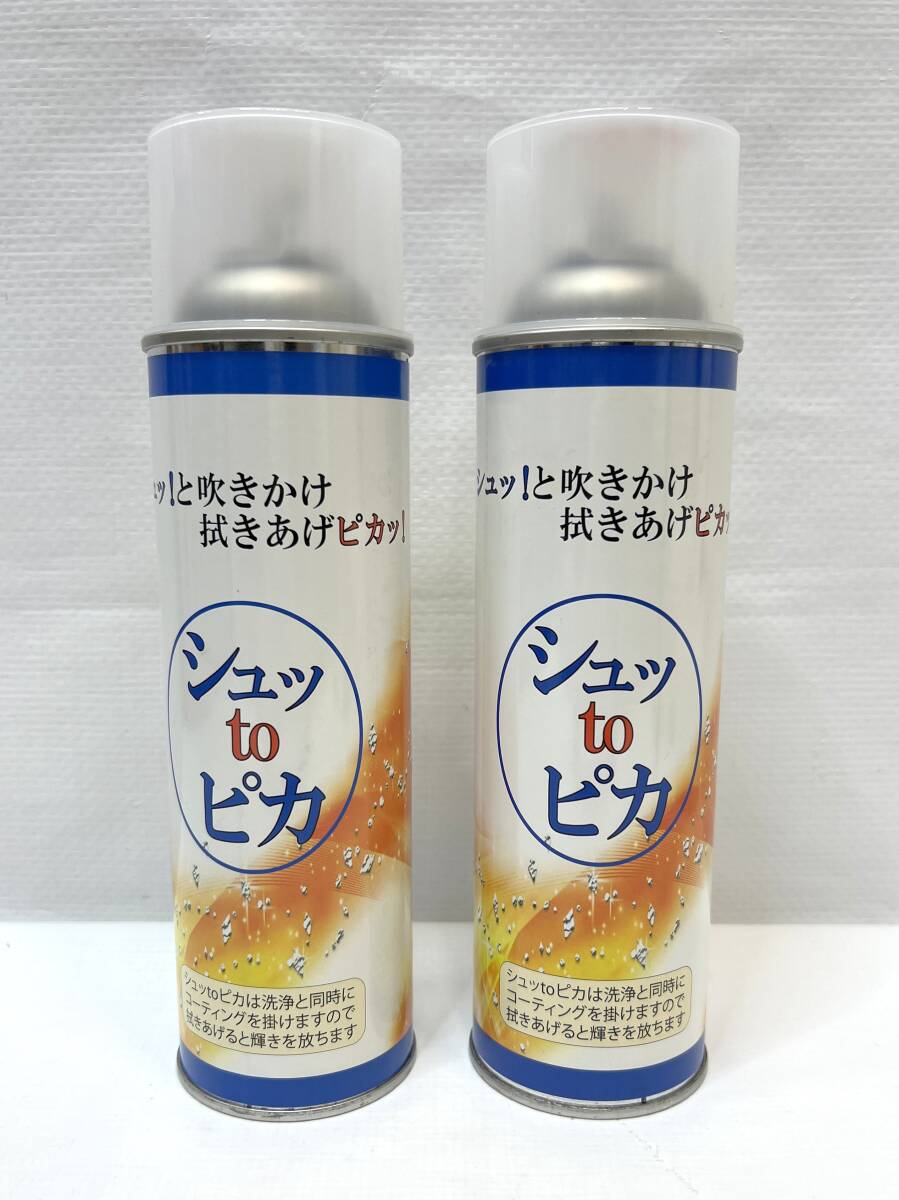 ュッ!と吹きかけ
拭きあげピカッ!
シュッ
to
ピカ
シュッtoピカは洗浄と同時に
コーティングを掛けますので
拭きあげると輝きを放ちます
シュッ!と吹きかけ
拭きあげピカッ
シュッ
to
ピカ
シュッtoピカは洗浄と同時に
コーティングを掛けますので
拭きあげると輝きを放ちます